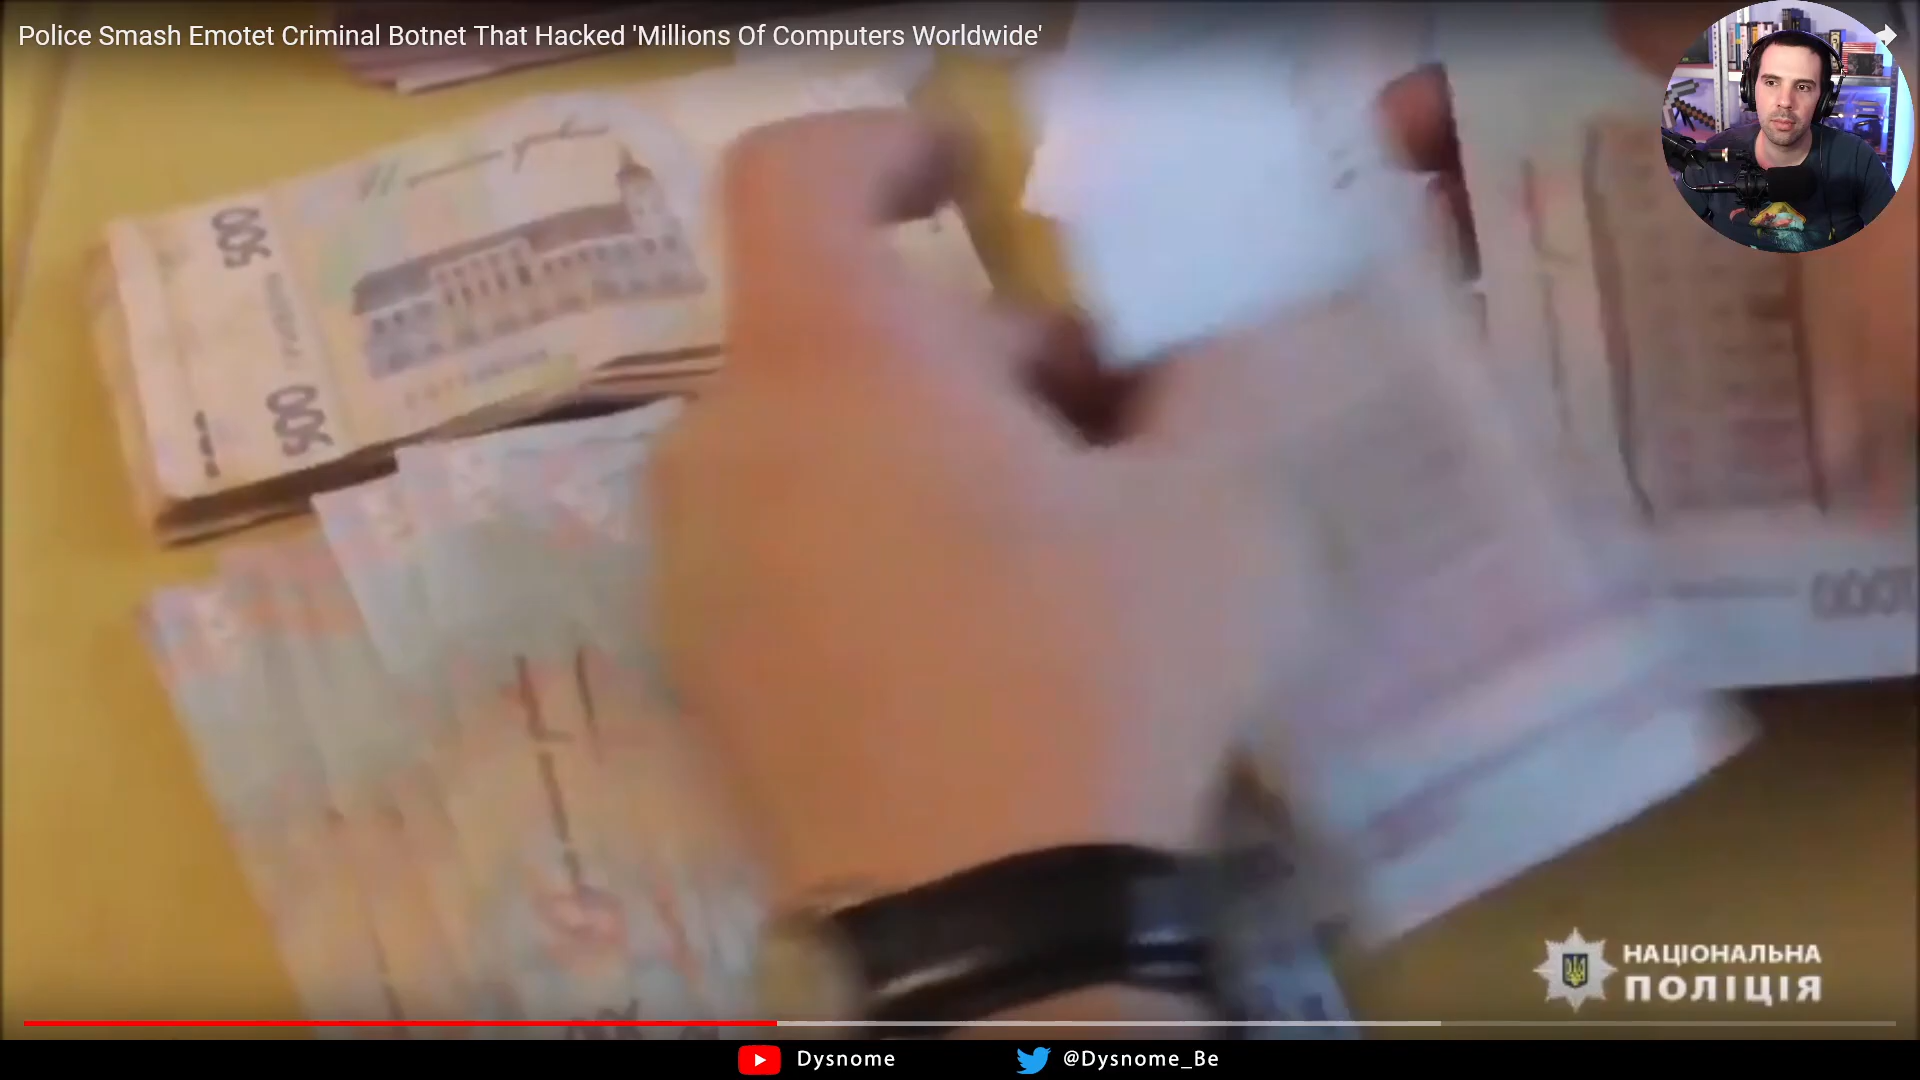 Police Smash Emotet Criminal Botnet That Hacked 'Millions Of Computers Worldwide'
500
500
НАЦІОНАЛЬНА
ПОЛІЦІЯ
Dysnome
@Dysnome_Be